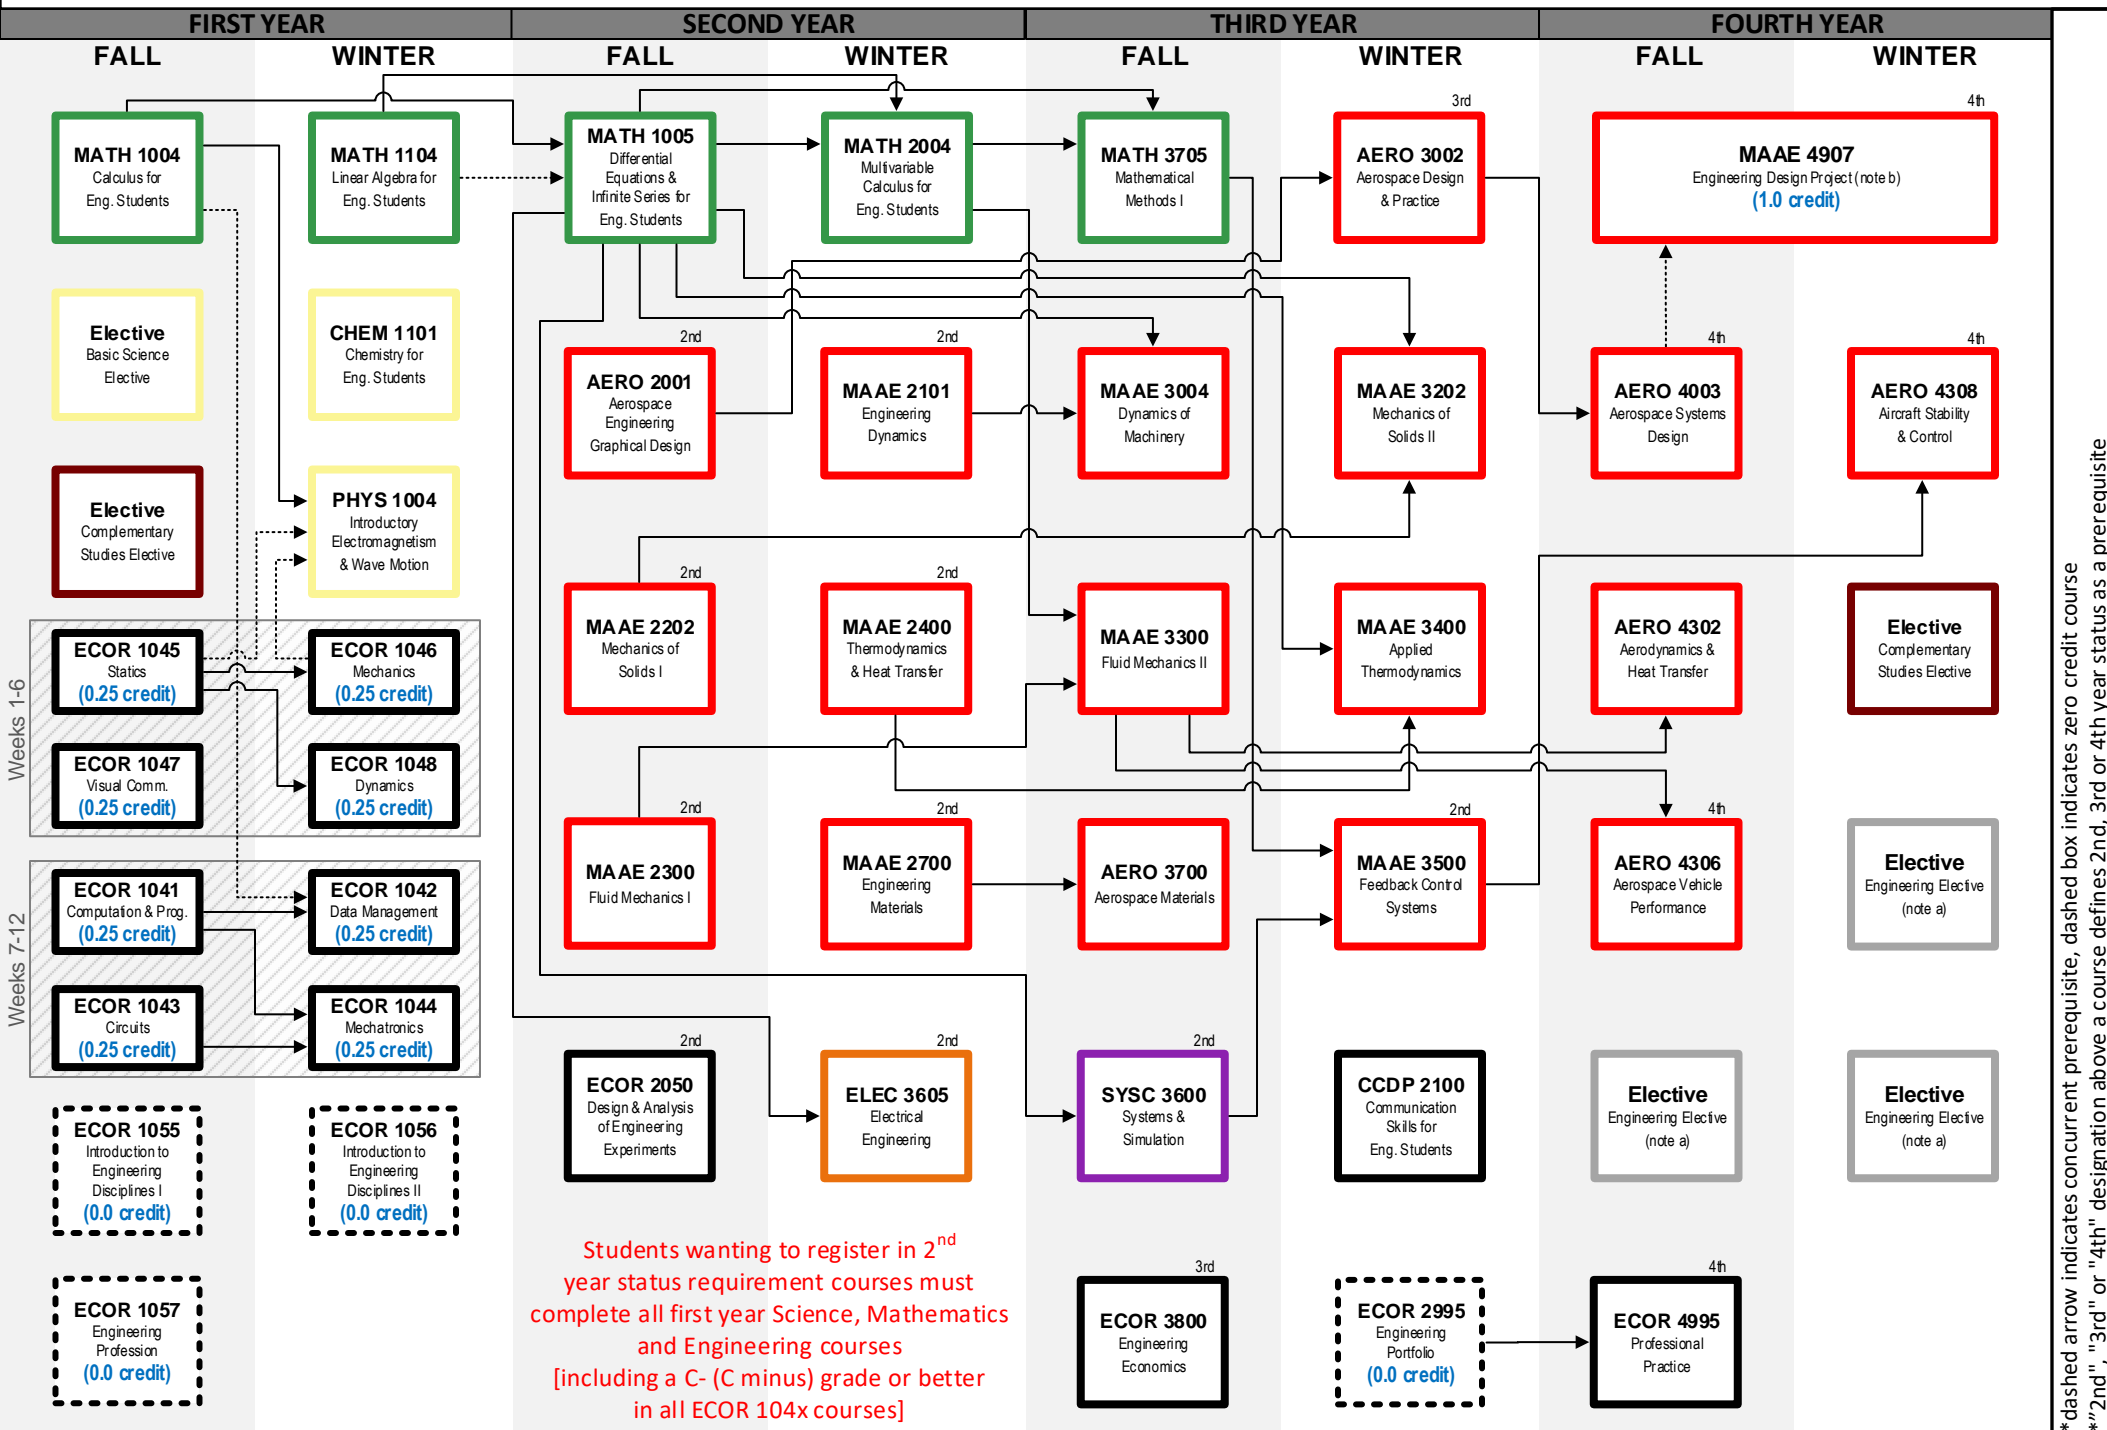 FIRST YEAR
SECOND YEAR
THIRD YEAR
FOURTH YEAR
FALL
WINTER
FALL
WINTER
FALL
WINTER
FALL
WINTER
MATH 1004
Calculus for
Eng. Students
MATH 1104
Linear Algebra for
Eng. Students
MATH 1005
Differential
Equations &
Infinite Series for
Eng. Students
MATH 2004
Multivariable
Calculus for
Eng. Students
MATH 3705
Mathematical
Methods I
3rd
AERO 3002
Aerospace Design
& Practice
4th
MAAE 4907
Engineering Design Project (note b)
(1.0 credit)
Elective
Basic Science
Elective
CHEM 1101
Chemistry for
Eng. Students
2nd
AERO 2001
Aerospace
Engineering
Graphical Design
2nd
MAAE 2101
Engineering
Dynamics
MAAE 3004
Dynamics of
Machinery
MAAE 3202
Mechanics of
Solids II
4th
AERO 4003
Aerospace Systems
Design
4th
AERO 4308
Aircraft Stability
& Control
Elective
Complementary
Studies Elective
PHYS 1004
Introductory
Electromagnetism
& Wave Motion
Weeks 1-6
ECOR 1045
Statics
(0.25 credit)
ECOR 1046
Mechanics
(0.25 credit)
ECOR 1047
Visual Comm.
(0.25 credit)
ECOR 1048
Dynamics
(0.25 credit)
2nd
MAAE 2202
Mechanics of
Solids I
2nd
MAAE 2400
Thermodynamics
& Heat Transfer
MAAE 3300
Fluid Mechanics II
MAAE 3400
Applied
Thermodynamics
AERO 4302
Aerodynamics &
Heat Transfer
Elective
Complementary
Studies Elective
Weeks 7-12
ECOR 1041
Computation & Prog.
(0.25 credit)
ECOR 1042
Data Management
(0.25 credit)
ECOR 1043
Circuits
(0.25 credit)
ECOR 1044
Mechatronics
(0.25 credit)
2nd
MAAE 2300
Fluid Mechanics I
2nd
MAAE 2700
Engineering
Materials
AERO 3700
Aerospace Materials
2nd
MAAE 3500
Feedback Control
Systems
4th
AERO 4306
Aerospace Vehicle
Performance
Elective
Engineering Elective
(note a)
2nd
ECOR 2050
Design & Analysis
of Engineering
Experiments
2nd
ELEC 3605
Electrical
Engineering
2nd
SYSC 3600
Systems &
Simulation
CCDP 2100
Communication
Skills for
Eng. Students
Elective
Engineering Elective
(note a)
Elective
Engineering Elective
(note a)
ECOR 1055
Introduction to
Engineering
Disciplines I
(0.0 credit)
ECOR 1056
Introduction to
Engineering
Disciplines II
(0.0 credit)
ECOR 1057
Engineering
Profession
(0.0 credit)
Students wanting to register in 2nd
year status requirement courses must
complete all first year Science, Mathematics
and Engineering courses
[including a C- (C minus) grade or better
in all ECOR 104x courses]
3rd
ECOR 3800
Engineering
Economics
ECOR 2995
Engineering
Portfolio
(0.0 credit)
4th
ECOR 4995
Professional
Practice
*dashed arrow indicates concurrent prerequisite, dashed box indicates zero credit course
*"2nd", "3rd" or "4th" designation above a course defines 2nd, 3rd or 4th year status as a prerequisite